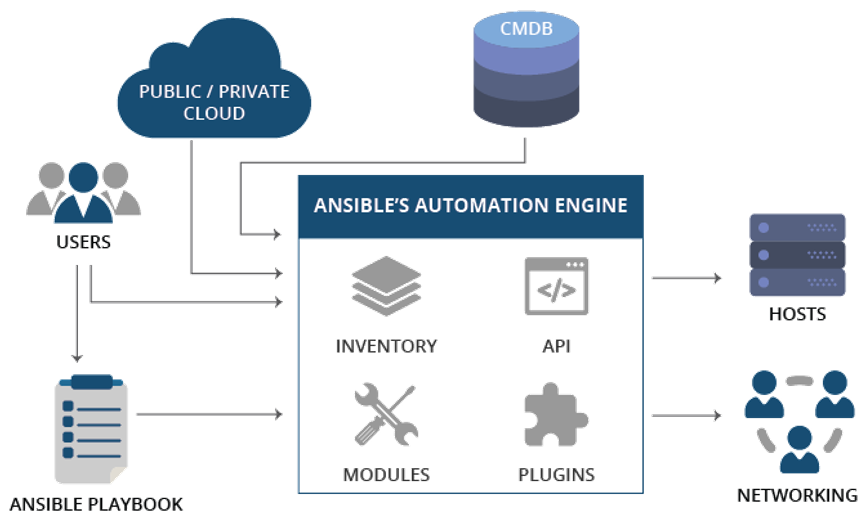 CMDB
PUBLIC / PRIVATE
CLOUD
USERS
ANSIBLE'S AUTOMATION ENGINE
INVENTORY
</>
API
MODULES
PLUGINS
HOSTS
NETWORKING
ANSIBLE PLAYBOOK